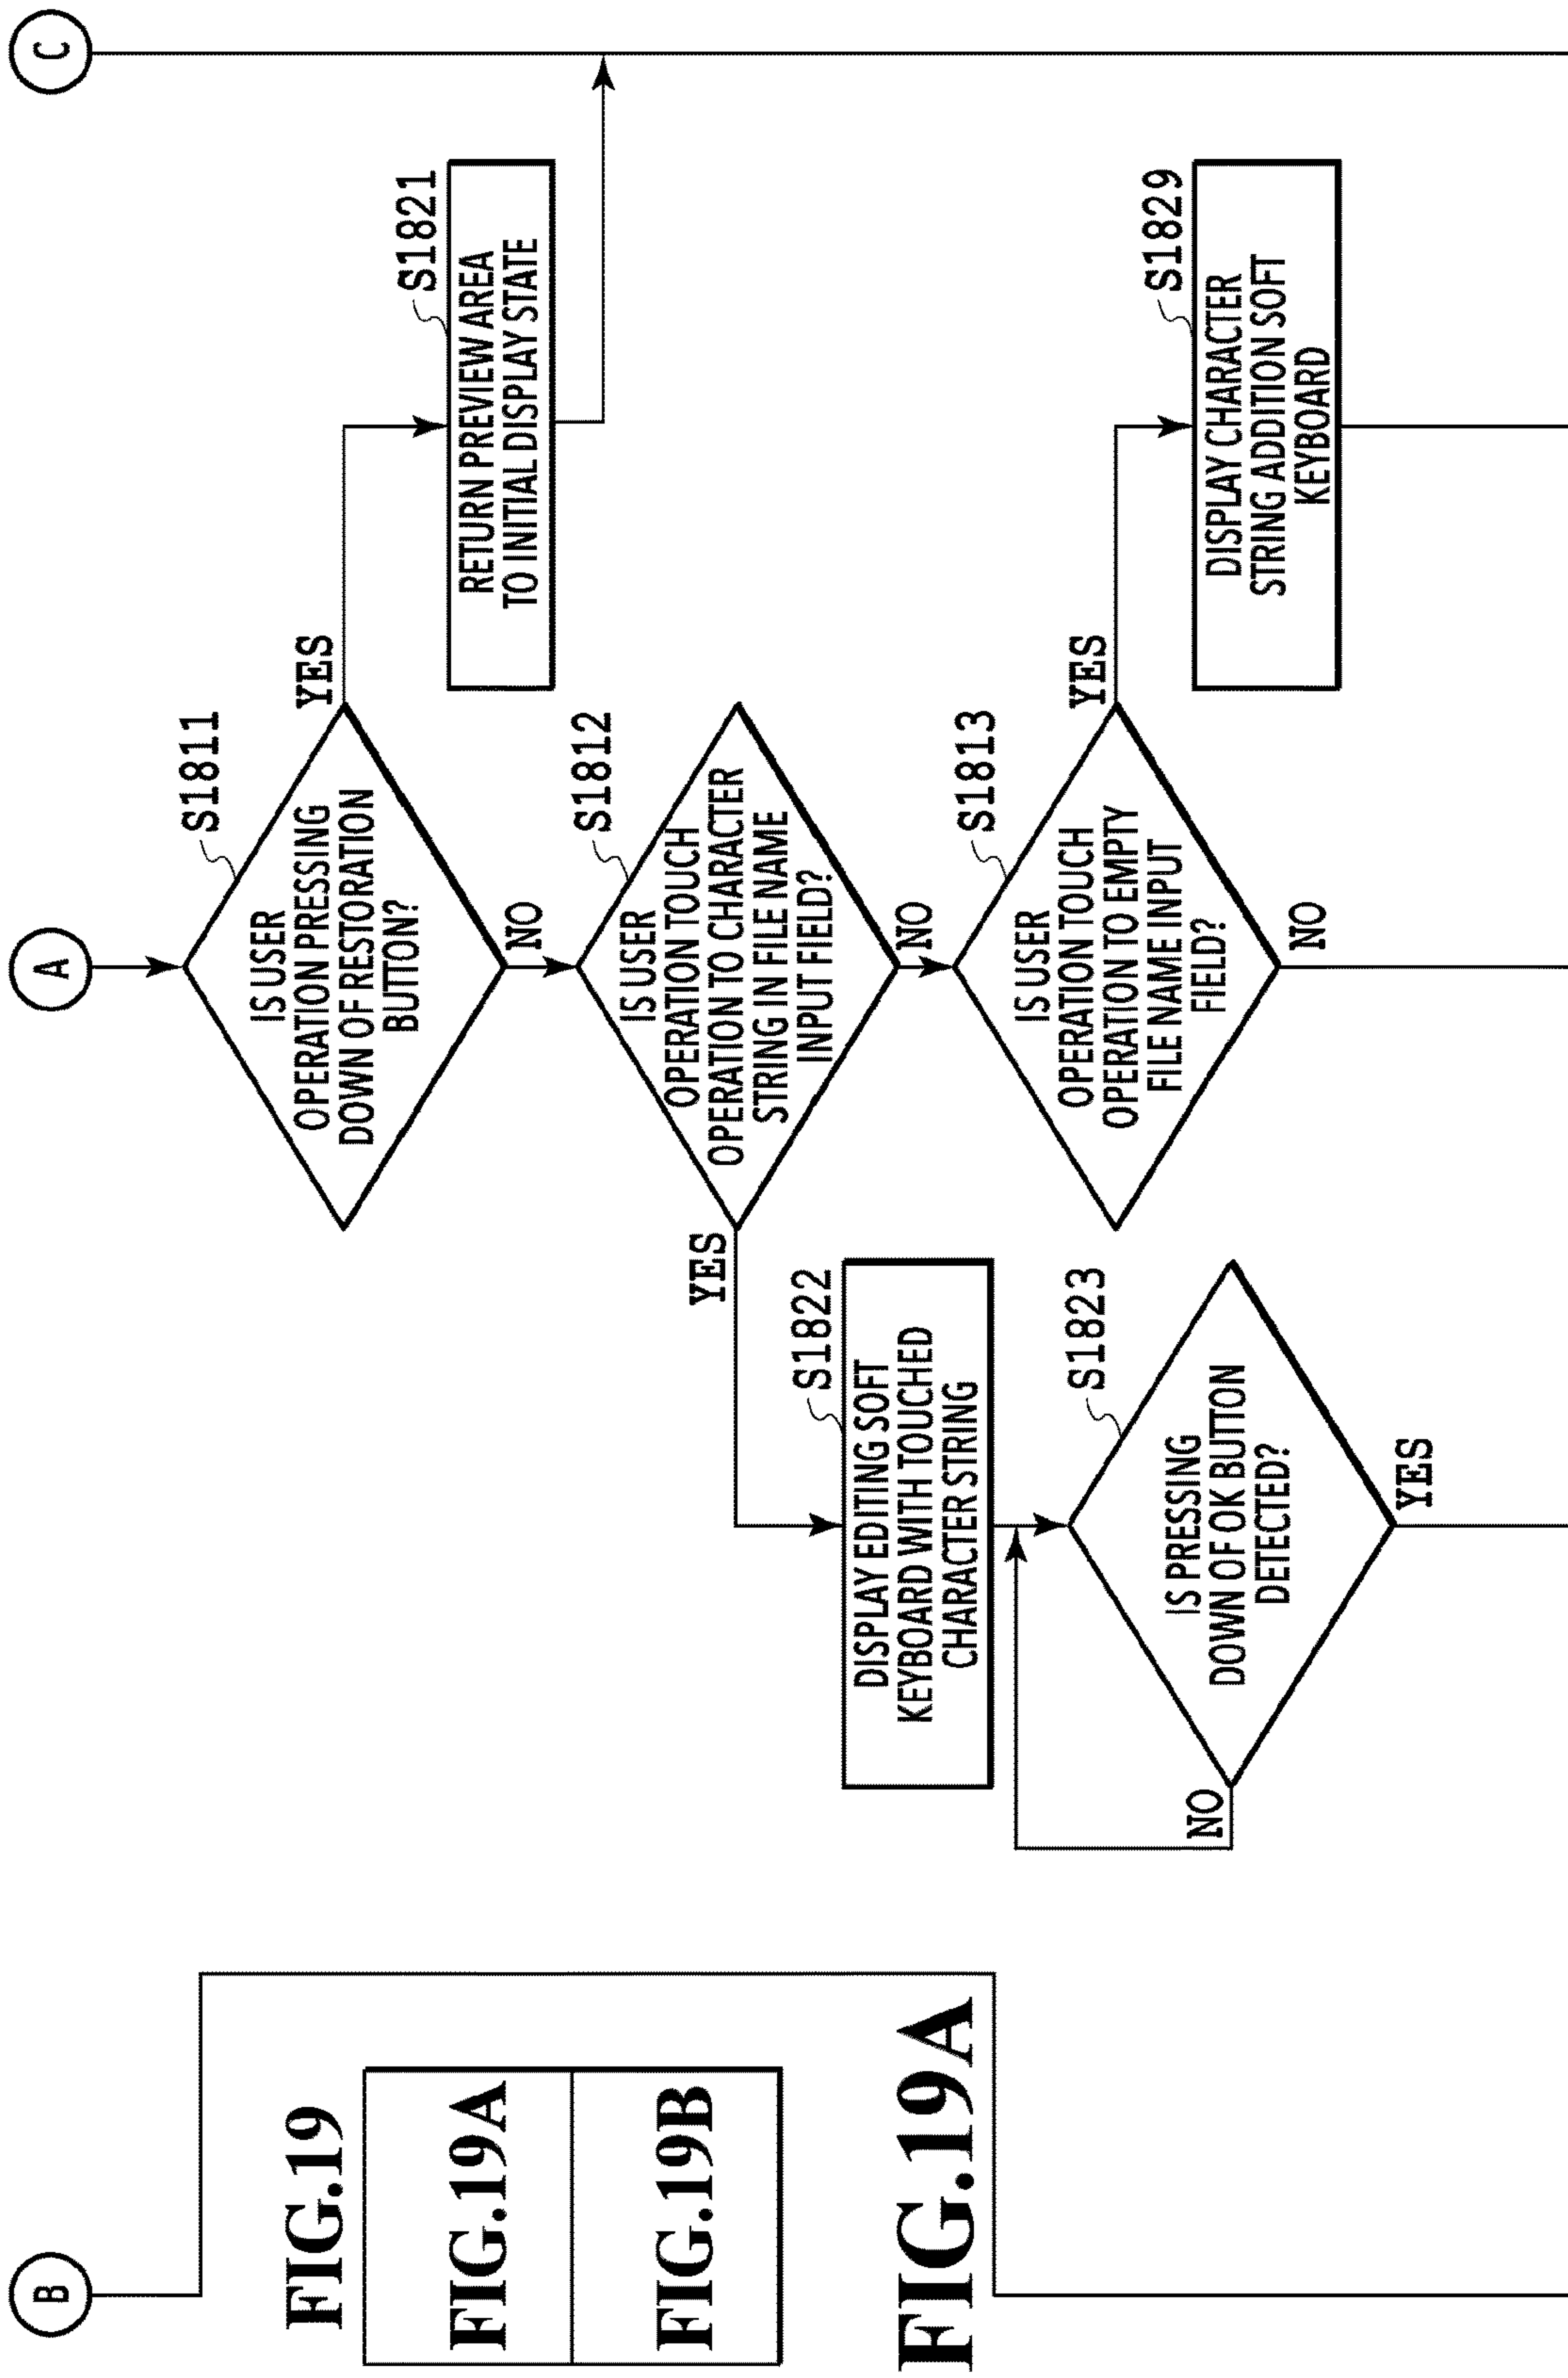 FIG.19
FIG.19A
FIG.19B
FIG.19A
B
A
C
S1811
IS USER
OPERATION PRESSING
DOWN OF RESTORATION
BUTTON?
YES
NO
S1821
RETURN PREVIEW AREA
TO INITIAL DISPLAY STATE
S1812
IS USER
OPERATION TOUCH
OPERATION TO CHARACTER
STRING IN FILE NAME
INPUT FIELD?
YES
NO
S1822
DISPLAY EDITING SOFT
KEYBOARD WITH TOUCHED
CHARACTER STRING
S1813
IS USER
OPERATION TOUCH
OPERATION TO EMPTY
FILE NAME INPUT
FIELD?
YES
NO
S1829
DISPLAY CHARACTER
STRING ADDITION SOFT
KEYBOARD
S1823
IS PRESSING
DOWN OF OK BUTTON
DETECTED?
NO
YES